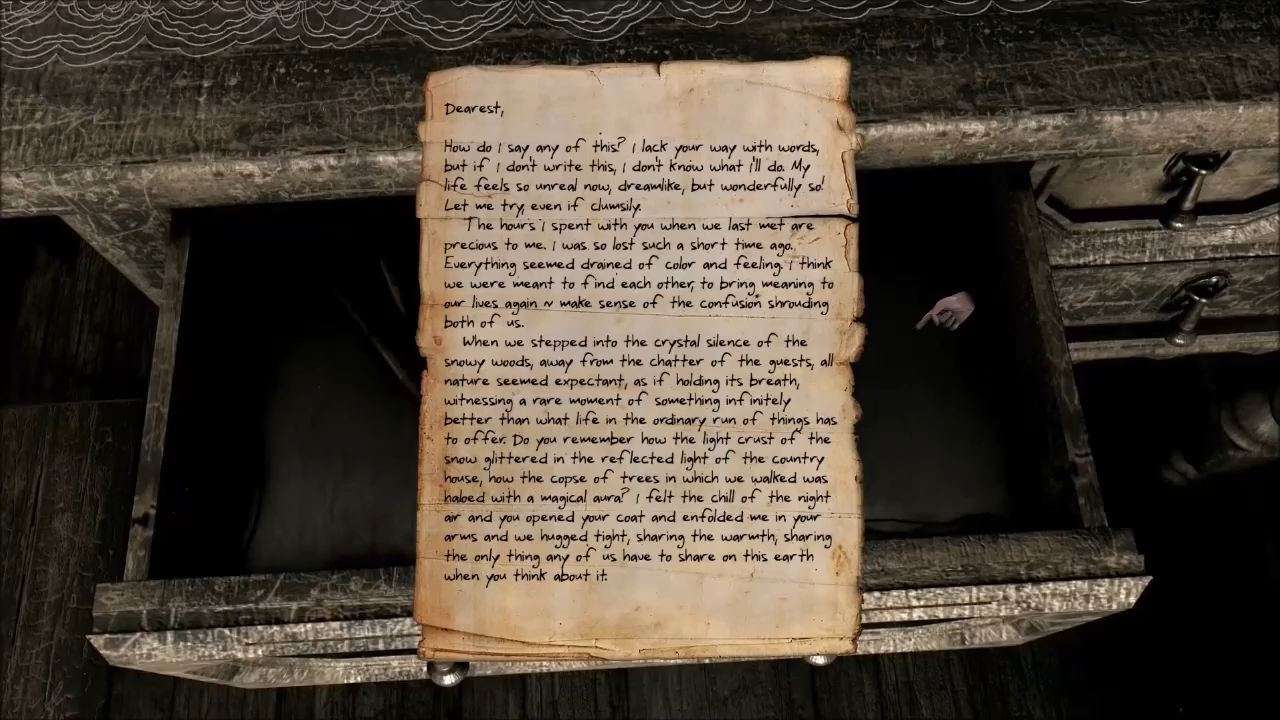 Dearest,
How do I say any of this? I lack your way with words,
but if I don't write this, I don't know what I'll do. My
life feels so unreal now, dreamlike, but wonderfully so!
Let me try, even if clumsily.
The hours I spent with you when we last met are
precious to me. I was so lost such a short time ago.
Everything seemed drained of color and feeling. I think
we were meant to find each other, to bring meaning to
our lives again ~ make sense of the confusion shrouding
both of us.
When we stepped into the crystal silence of the
snowy woods, away from the chatter of the guests, all
nature seemed expectant, as if holding its breath,
witnessing a rare moment of something infinitely
better than what life in the ordinary run of things has
to offer. Do you remember how the light crust of the
snow glittered in the reflected light of the country
house, how the copse of trees in which we walked was
haloed with a magical aura? I felt the chill of the night
air and you opened your coat and enfolded me in your
arms and we hugged tight, sharing the warmth, sharing
the only thing any of us have to share on this earth
when you think about it.